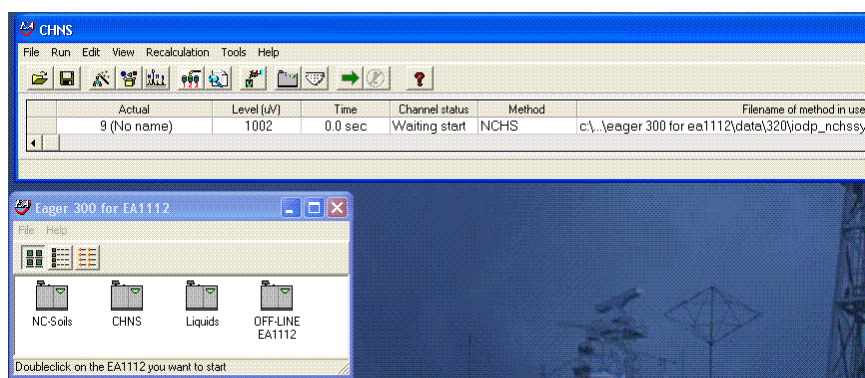 CHNS
File Run Edit View Recalculation Tools Help
Actual Level (uV) Time Channel status Method Filename of method in use
9 (No name) 1002 0.0 sec Waiting start NCHS c:\...\eager 300 for ea1112\data\320\iodp_nchssy
Eager 300 for EA1112
File Help
NC-Soils CHNS Liquids OFF-LINE
EA1112
Doubleclick on the EA1112 you want to start